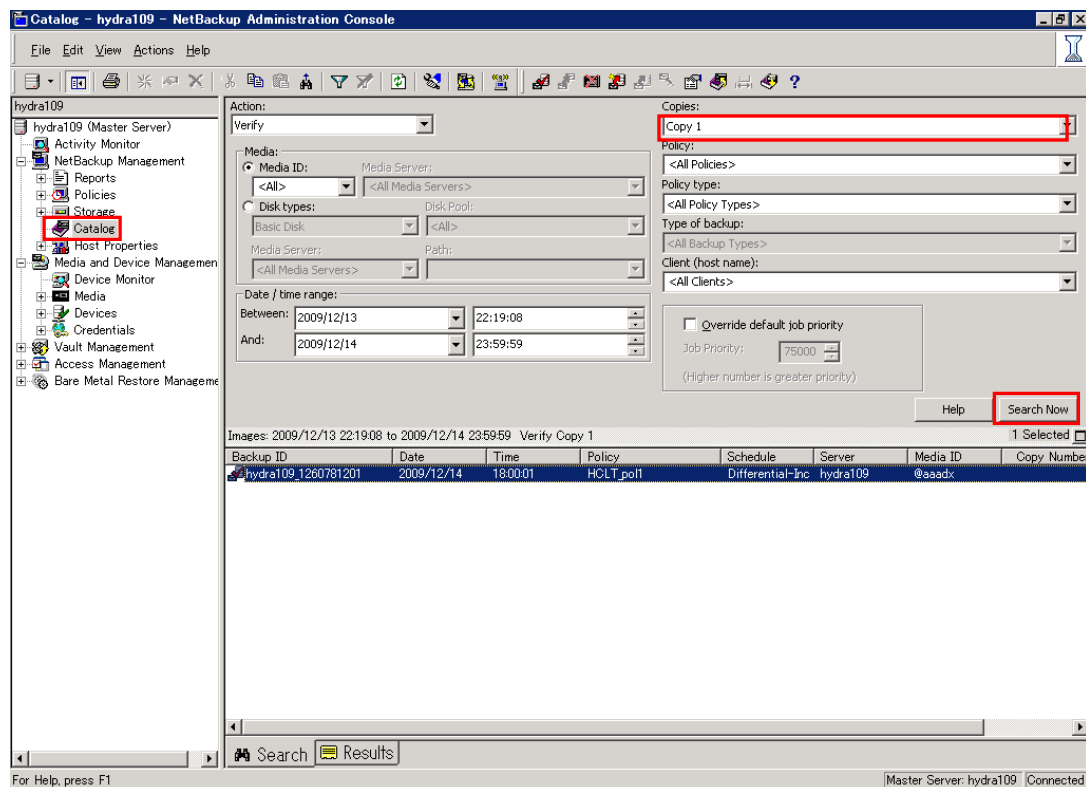 Catalog - hydra109 - NetBackup Administration Console
File Edit View Actions Help
hydra109
hydra109 (Master Server)
Activity Monitor
NetBackup Management
Reports
Policies
Storage
Catalog
Host Properties
Media and Device Managemen
Device Monitor
Media
Devices
Credentials
Vault Management
Access Management
Bare Metal Restore Manageme
Action:
Verify
Media:
Media ID: Media Server:
<All> <All Media Servers>
Disk types: Disk Pool:
Basic Disk <All>
Media Server: Path:
<All Media Servers>
Date / time range:
Between: 2009/12/13 22:19:08
And: 2009/12/14 23:59:59
Copies:
Copy 1
Policy:
<All Policies>
Policy type:
<All Policy Types>
Type of backup:
<All Backup Types>
Client (host name):
<All Clients>
Override default job priority
Job Priority: 75000
(Higher number is greater priority)
Help Search Now
Images: 2009/12/13 22:19:08 to 2009/12/14 23:59:59 Verify Copy 1 1 Selected
Backup ID Date Time Policy Schedule Server Media ID Copy Number
hydra109_1260781201 2009/12/14 18:00:01 HCLT_pol1 Differential-Inc hydra109 @aaadx
Search Results
For Help, press F1 Master Server: hydra109 Connected